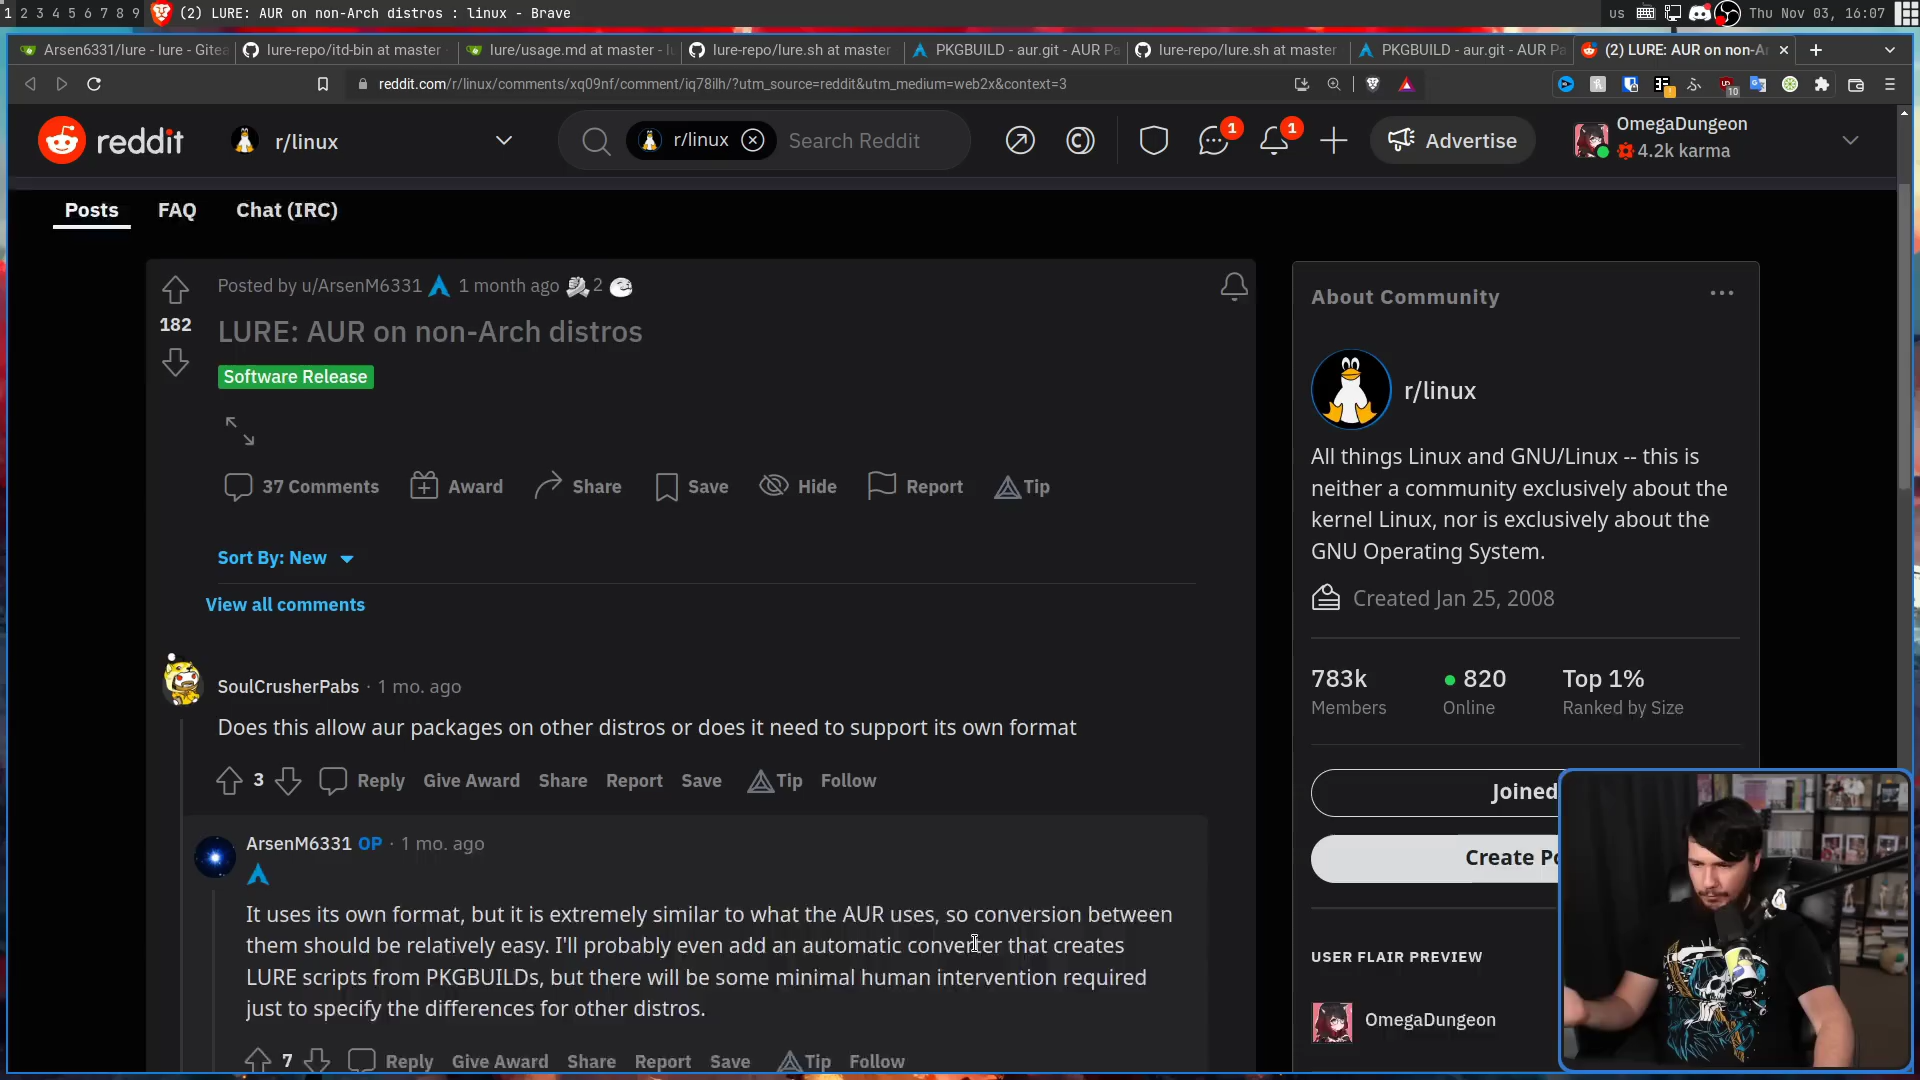 1 2 3 4 5 6 7 8 9 (2) LURE: AUR on non-Arch distros : linux - Brave
us Thu Nov 03, 16:07
Arsen6331/lure - lure - Gitea
lure-repo/itd-bin at master
lure/usage.md at master - l
lure-repo/lure.sh at master
PKGBUILD - aur.git - AUR Pa
lure-repo/lure.sh at master
PKGBUILD - aur.git - AUR Pa
(2) LURE: AUR on non-A
reddit.com/r/linux/comments/xq09nf/comment/iq78ilh/?utm_source=reddit&utm_medium=web2x&context=3
10
reddit
r/linux
r/linux
Search Reddit
1
1
Advertise
OmegaDungeon
4.2k karma
Posts FAQ Chat (IRC)
Posted by u/ArsenM6331 1 month ago 2
182
LURE: AUR on non-Arch distros
Software Release
37 Comments Award Share Save Hide Report Tip
Sort By: New
View all comments
SoulCrusherPabs · 1 mo. ago
Does this allow aur packages on other distros or does it need to support its own format
3 Reply Give Award Share Report Save Tip Follow
ArsenM6331 OP · 1 mo. ago
It uses its own format, but it is extremely similar to what the AUR uses, so conversion between
them should be relatively easy. I'll probably even add an automatic converter that creates
LURE scripts from PKGBUILDs, but there will be some minimal human intervention required
just to specify the differences for other distros.
7 Reply Give Award Share Report Save Tip Follow
About Community
r/linux
All things Linux and GNU/Linux -- this is
neither a community exclusively about the
kernel Linux, nor is exclusively about the
GNU Operating System.
Created Jan 25, 2008
783k 820 Top 1%
Members Online Ranked by Size
Joined
Create Po
USER FLAIR PREVIEW
OmegaDungeon